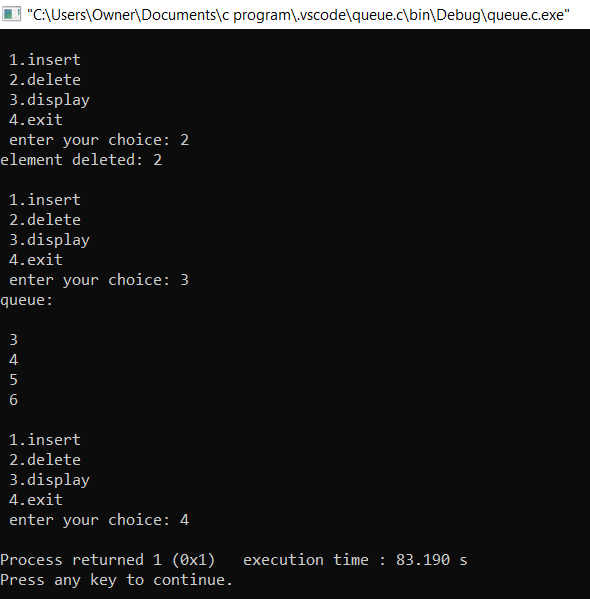 "C:\Users\Owner\Documents\c program\.vscode\queue.c\bin\Debug\queue.c.exe"
1.insert
2.delete
3.display
4.exit
enter your choice: 2
element deleted: 2
1.insert
2.delete
3.display
4.exit
enter your choice: 3
queue:
3
4
5
6
1.insert
2.delete
3.display
4.exit
enter your choice: 4
Process returned 1 (0x1)   execution time : 83.190 s
Press any key to continue.